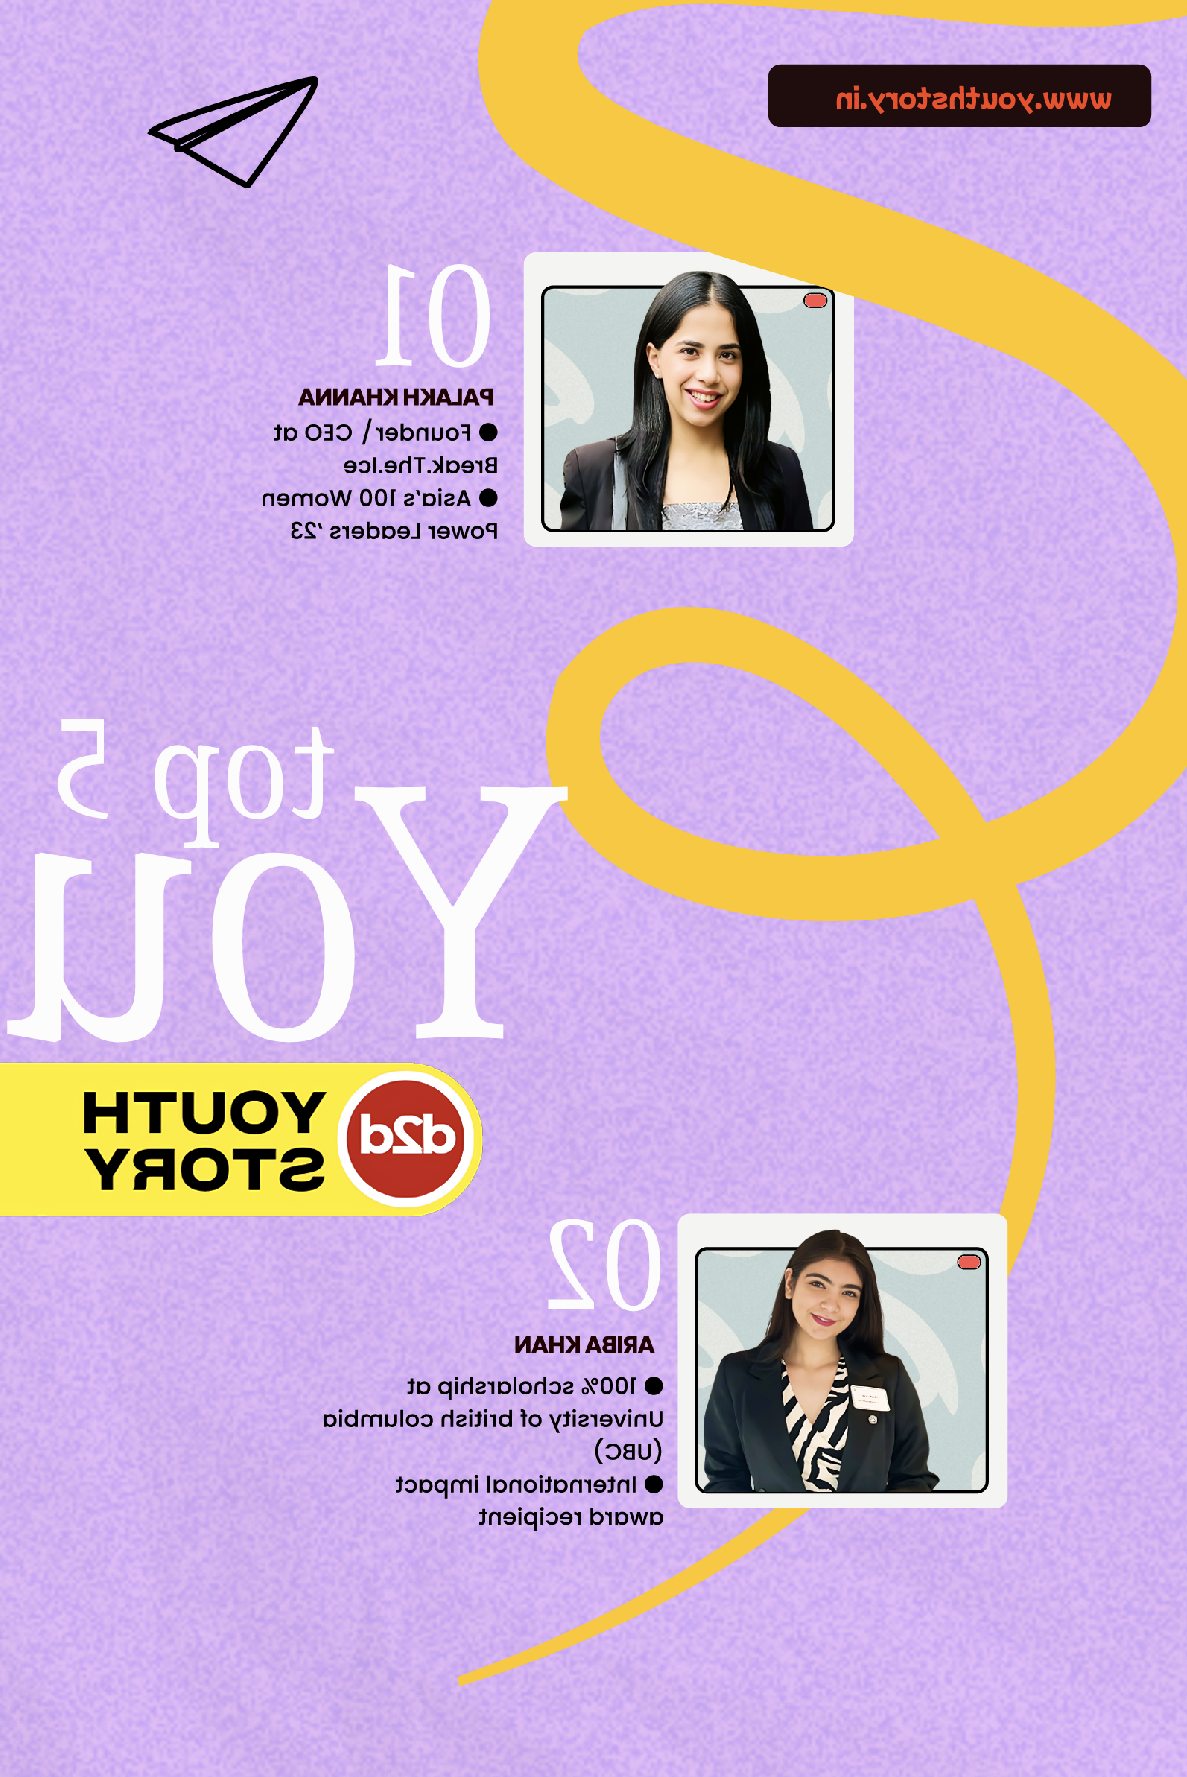 www.youthstory.in
01
PALAKH KHANNA
● Founder/ CEO at
Break.The.Ice
● Asia's 100 Women
Power Leaders '23
top 5
You
d2d
YOUTH
STORY
02
ARIBA KHAN
● 100% scholarship at
University of british columbia
(UBC)
● International impact
award recipient